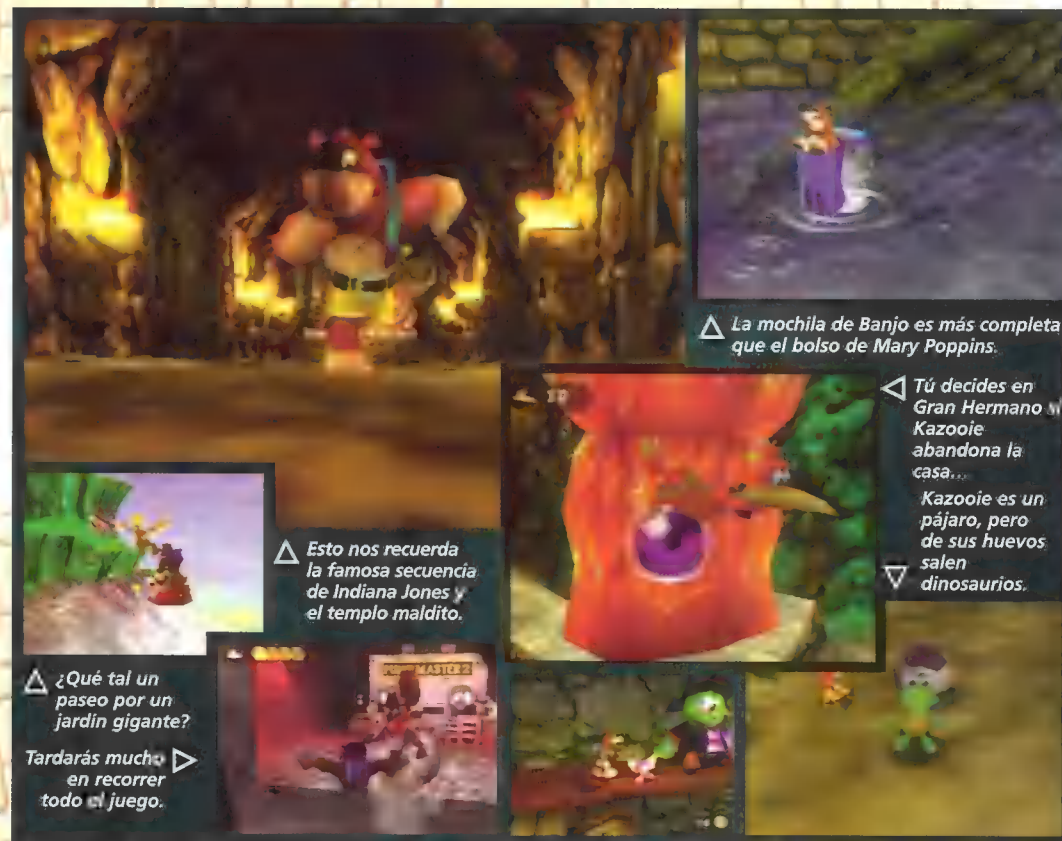 La mochila de Banjo es más completa
que el bolso de Mary Poppins.
Tú decides en
Gran Hermano si
Kazooie
abandona la
casa...
Kazooie es un
pájaro, pero
de sus huevos
salen
dinosaurios.
Esto nos recuerda
la famosa secuencia
de Indiana Jones y
el templo maldito.
¿Qué tal un
paseo por un
jardín gigante?
Tardarás mucho
en recorrer
todo el juego.